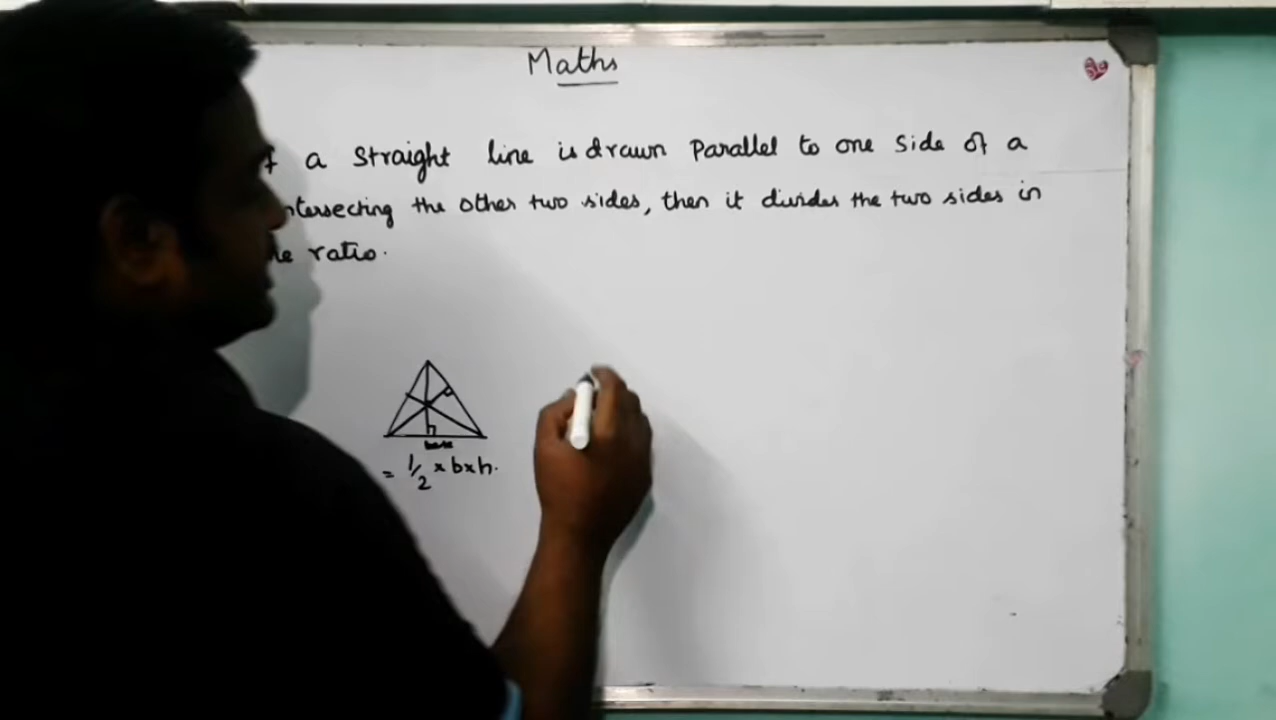 Maths
f a straight line is drawn parallel to one side of a
ntersecting the other two sides, then it divides the two sides in
ratio.
base
= 1/2 × b × h.